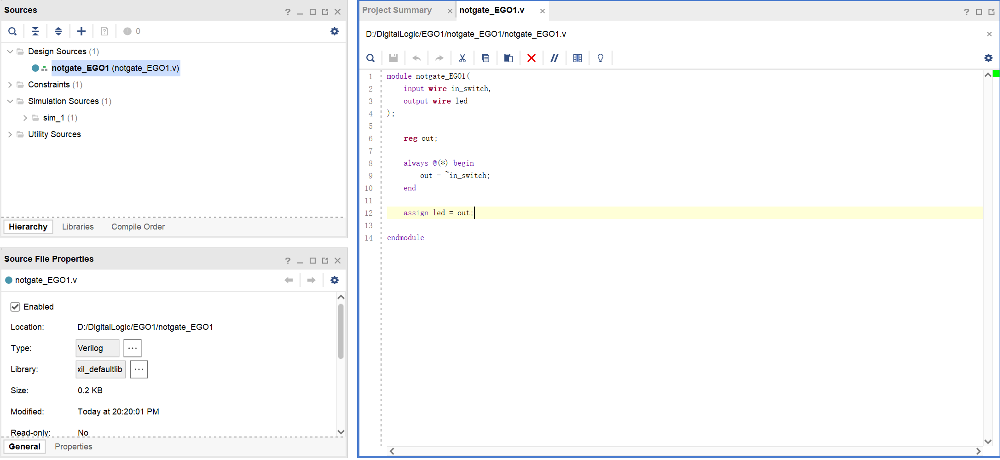 Sources
0
Design Sources (1)
notgate_EGO1 (notgate_EGO1.v)
Constraints (1)
Simulation Sources (1)
sim_1 (1)
Utility Sources
Hierarchy Libraries Compile Order
Source File Properties
notgate_EGO1.v
Enabled
Location: D:/DigitalLogic/EGO1/notgate_EGO1
Type: Verilog ...
Library: xil_defaultlib ...
Size: 0.2 KB
Modified: Today at 20:20:01 PM
Read-only: No
General Properties
Project Summary notgate_EGO1.v
D:/DigitalLogic/EGO1/notgate_EGO1/notgate_EGO1.v
1 module notgate_EGO1(
2 input wire in_switch,
3 output wire led
4 );
5
6 reg out;
7
8 always @(*) begin
9 out = ~in_switch;
10 end
11
12 assign led = out;
13
14 endmodule